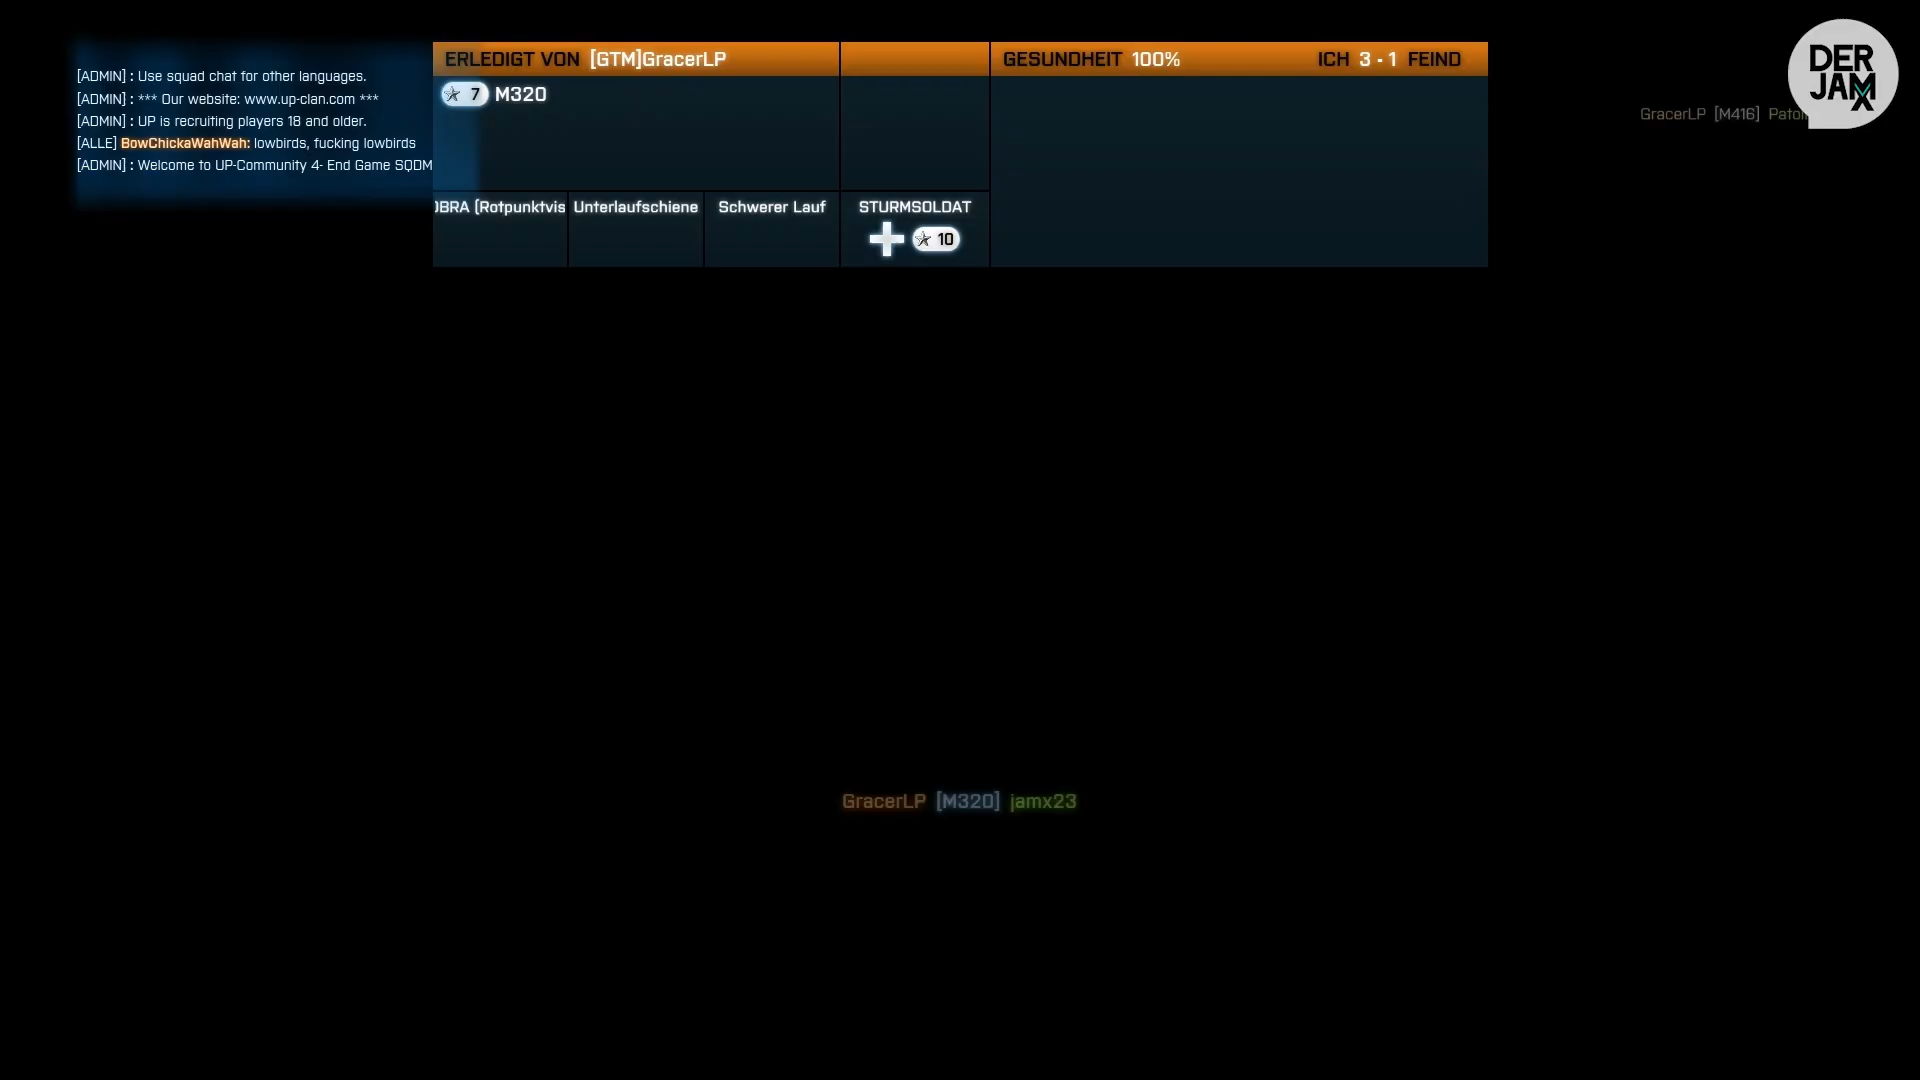 [ADMIN] : Use squad chat for other languages.
[ADMIN] : *** Our website: www.up-clan.com ***
[ADMIN] : UP is recruiting players 18 and older.
[ALLE] BowChickaWahWah: lowbirds, fucking lowbirds
[ADMIN] : Welcome to UP-Community 4- End Game SQDM
ERLEDIGT VON [GTM]GracerLP
GESUNDHEIT 100%
ICH 3 - 1 FEIND
7 M320
(Rotpunktvis
Unterlaufschiene
Schwerer Lauf
STURMSOLDAT
10
DER
JAMX
GracerLP [M416]
GracerLP [M320] jamx23